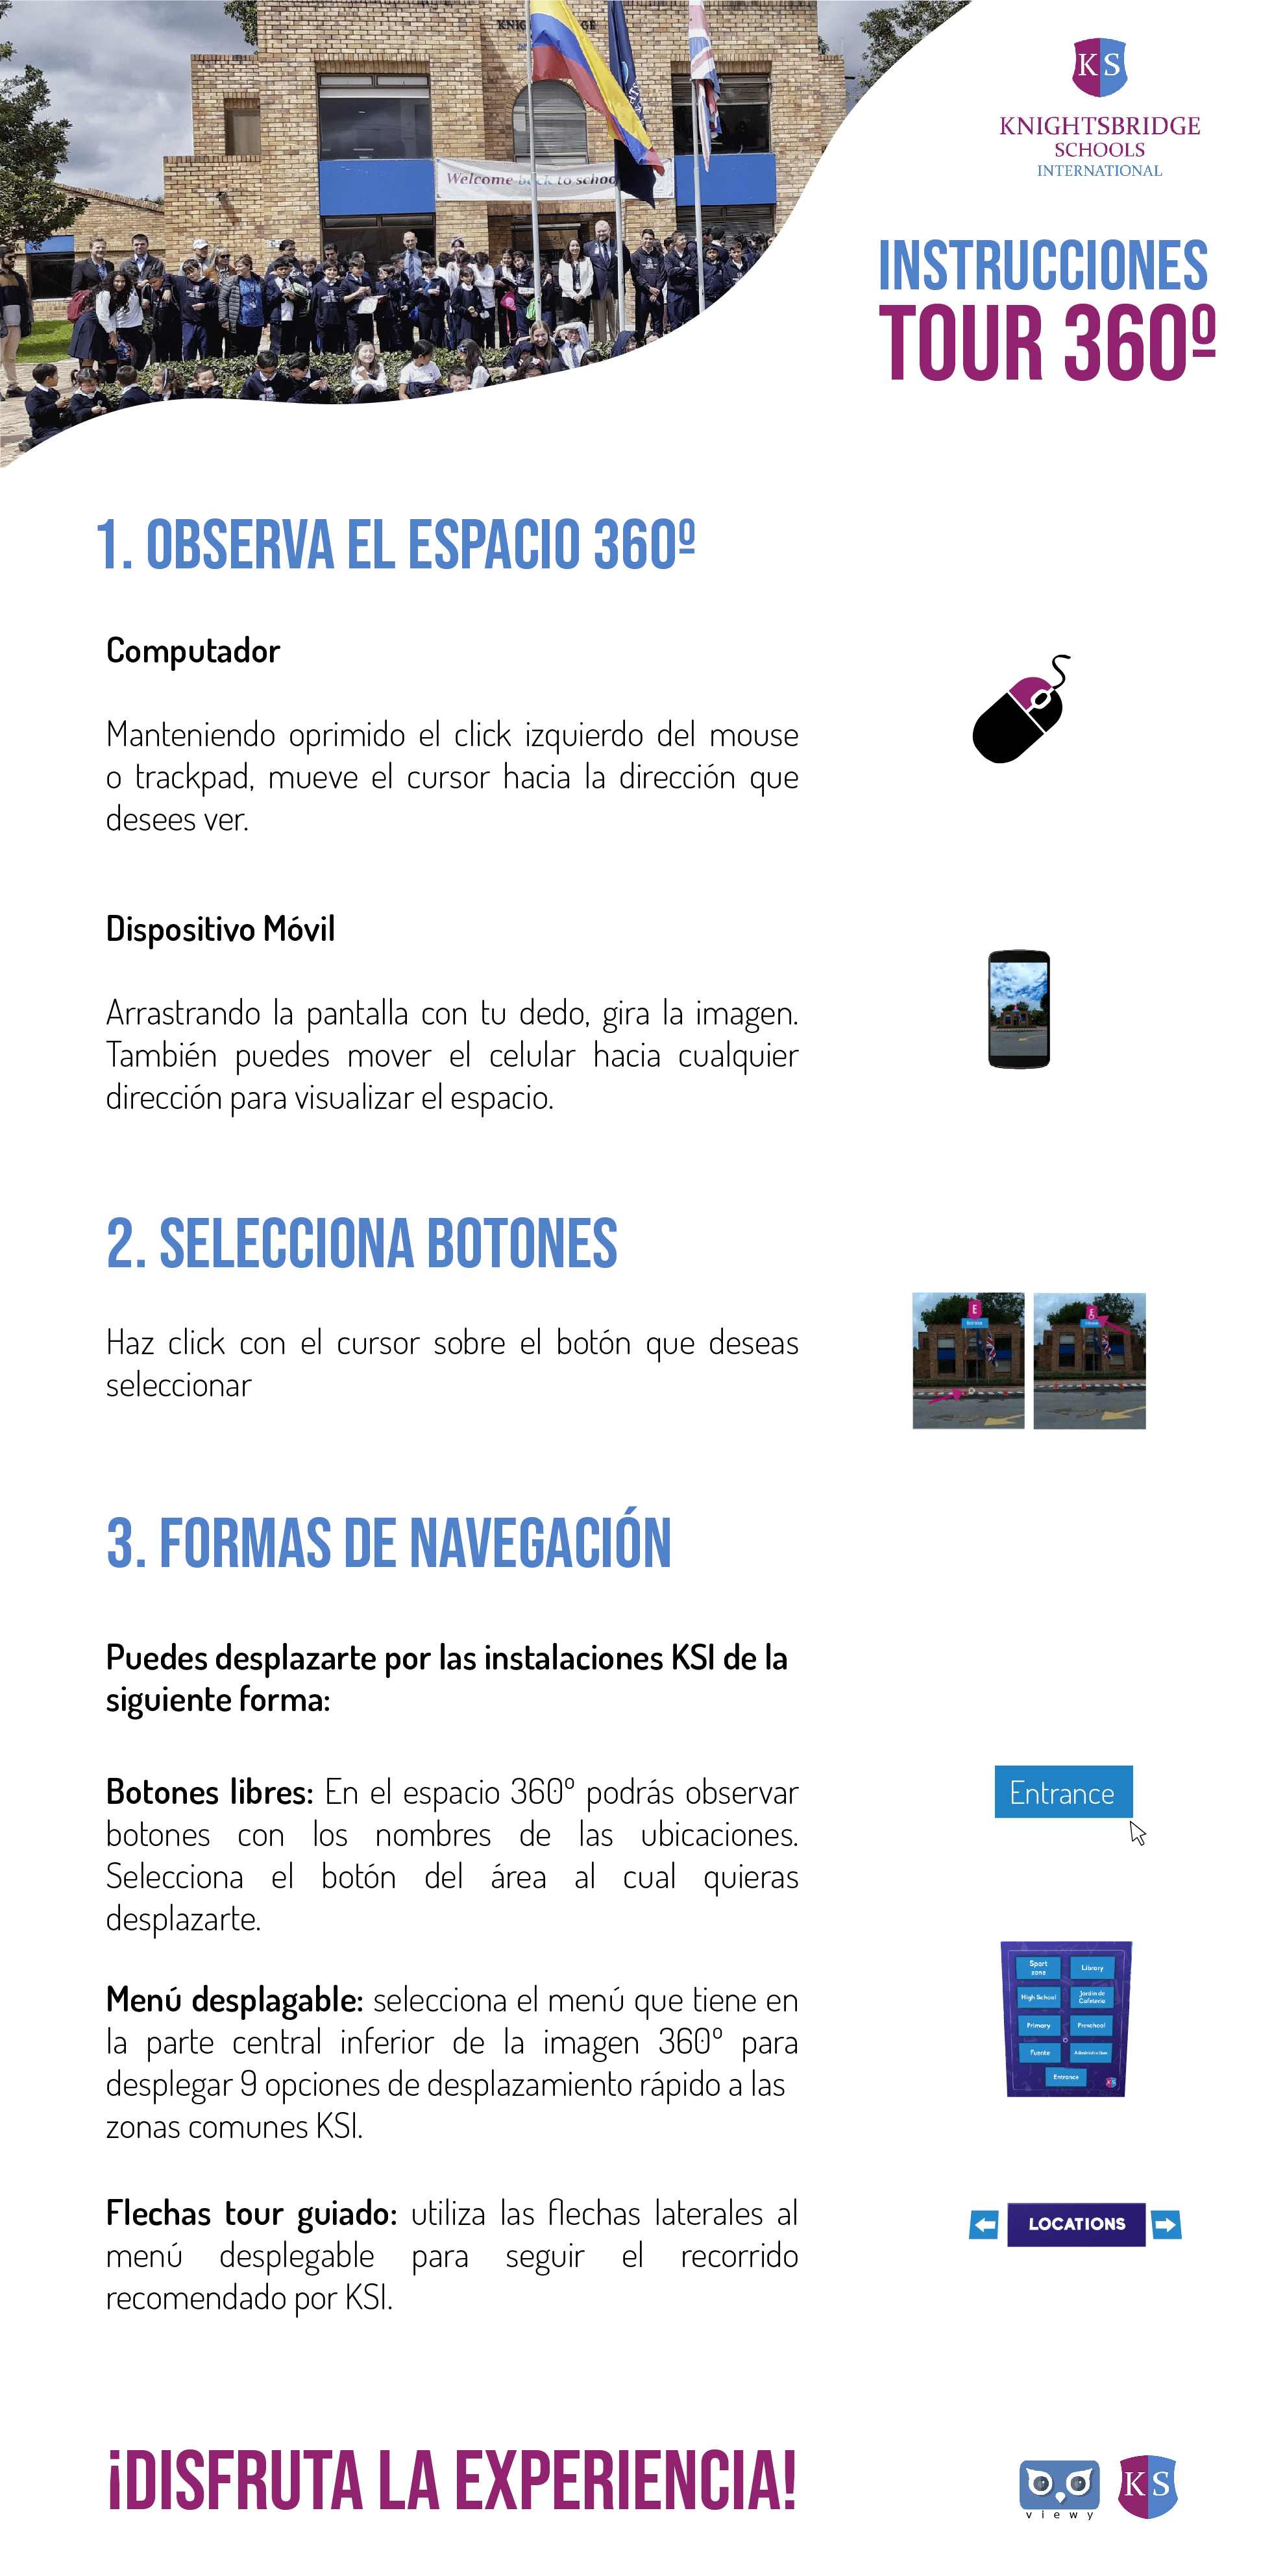 KNIGHTSBRIDGE
Welcome back to school
KS
KNIGHTSBRIDGE
SCHOOLS
INTERNATIONAL
INSTRUCCIONES
TOUR 360º
1. OBSERVA EL ESPACIO 360º
Computador
Manteniendo oprimido el click izquierdo del mouse
o trackpad, mueve el cursor hacia la dirección que
desees ver.
Dispositivo Móvil
Arrastrando la pantalla con tu dedo, gira la imagen.
También puedes mover el celular hacia cualquier
dirección para visualizar el espacio.
2. SELECCIONA BOTONES
Haz click con el cursor sobre el botón que deseas
seleccionar
E
Entrance
E
3. FORMAS DE NAVEGACIÓN
Puedes desplazarte por las instalaciones KSI de la
siguiente forma:
Botones libres: En el espacio 360º podrás observar
botones con los nombres de las ubicaciones.
Selecciona el botón del área al cual quieras
desplazarte.
Entrance
Menú desplagable: selecciona el menú que tiene en
la parte central inferior de la imagen 360º para
desplegar 9 opciones de desplazamiento rápido a las
zonas comunes KSI.
Sport
zone
Library
High School
Jardín de
Cafetería
Primary
Preschool
Fuente
Entrance
KS
Flechas tour guiado: utiliza las flechas laterales al
menú desplegable para seguir el recorrido
recomendado por KSI.
LOCATIONS
¡DISFRUTA LA EXPERIENCIA!
viewy
KS